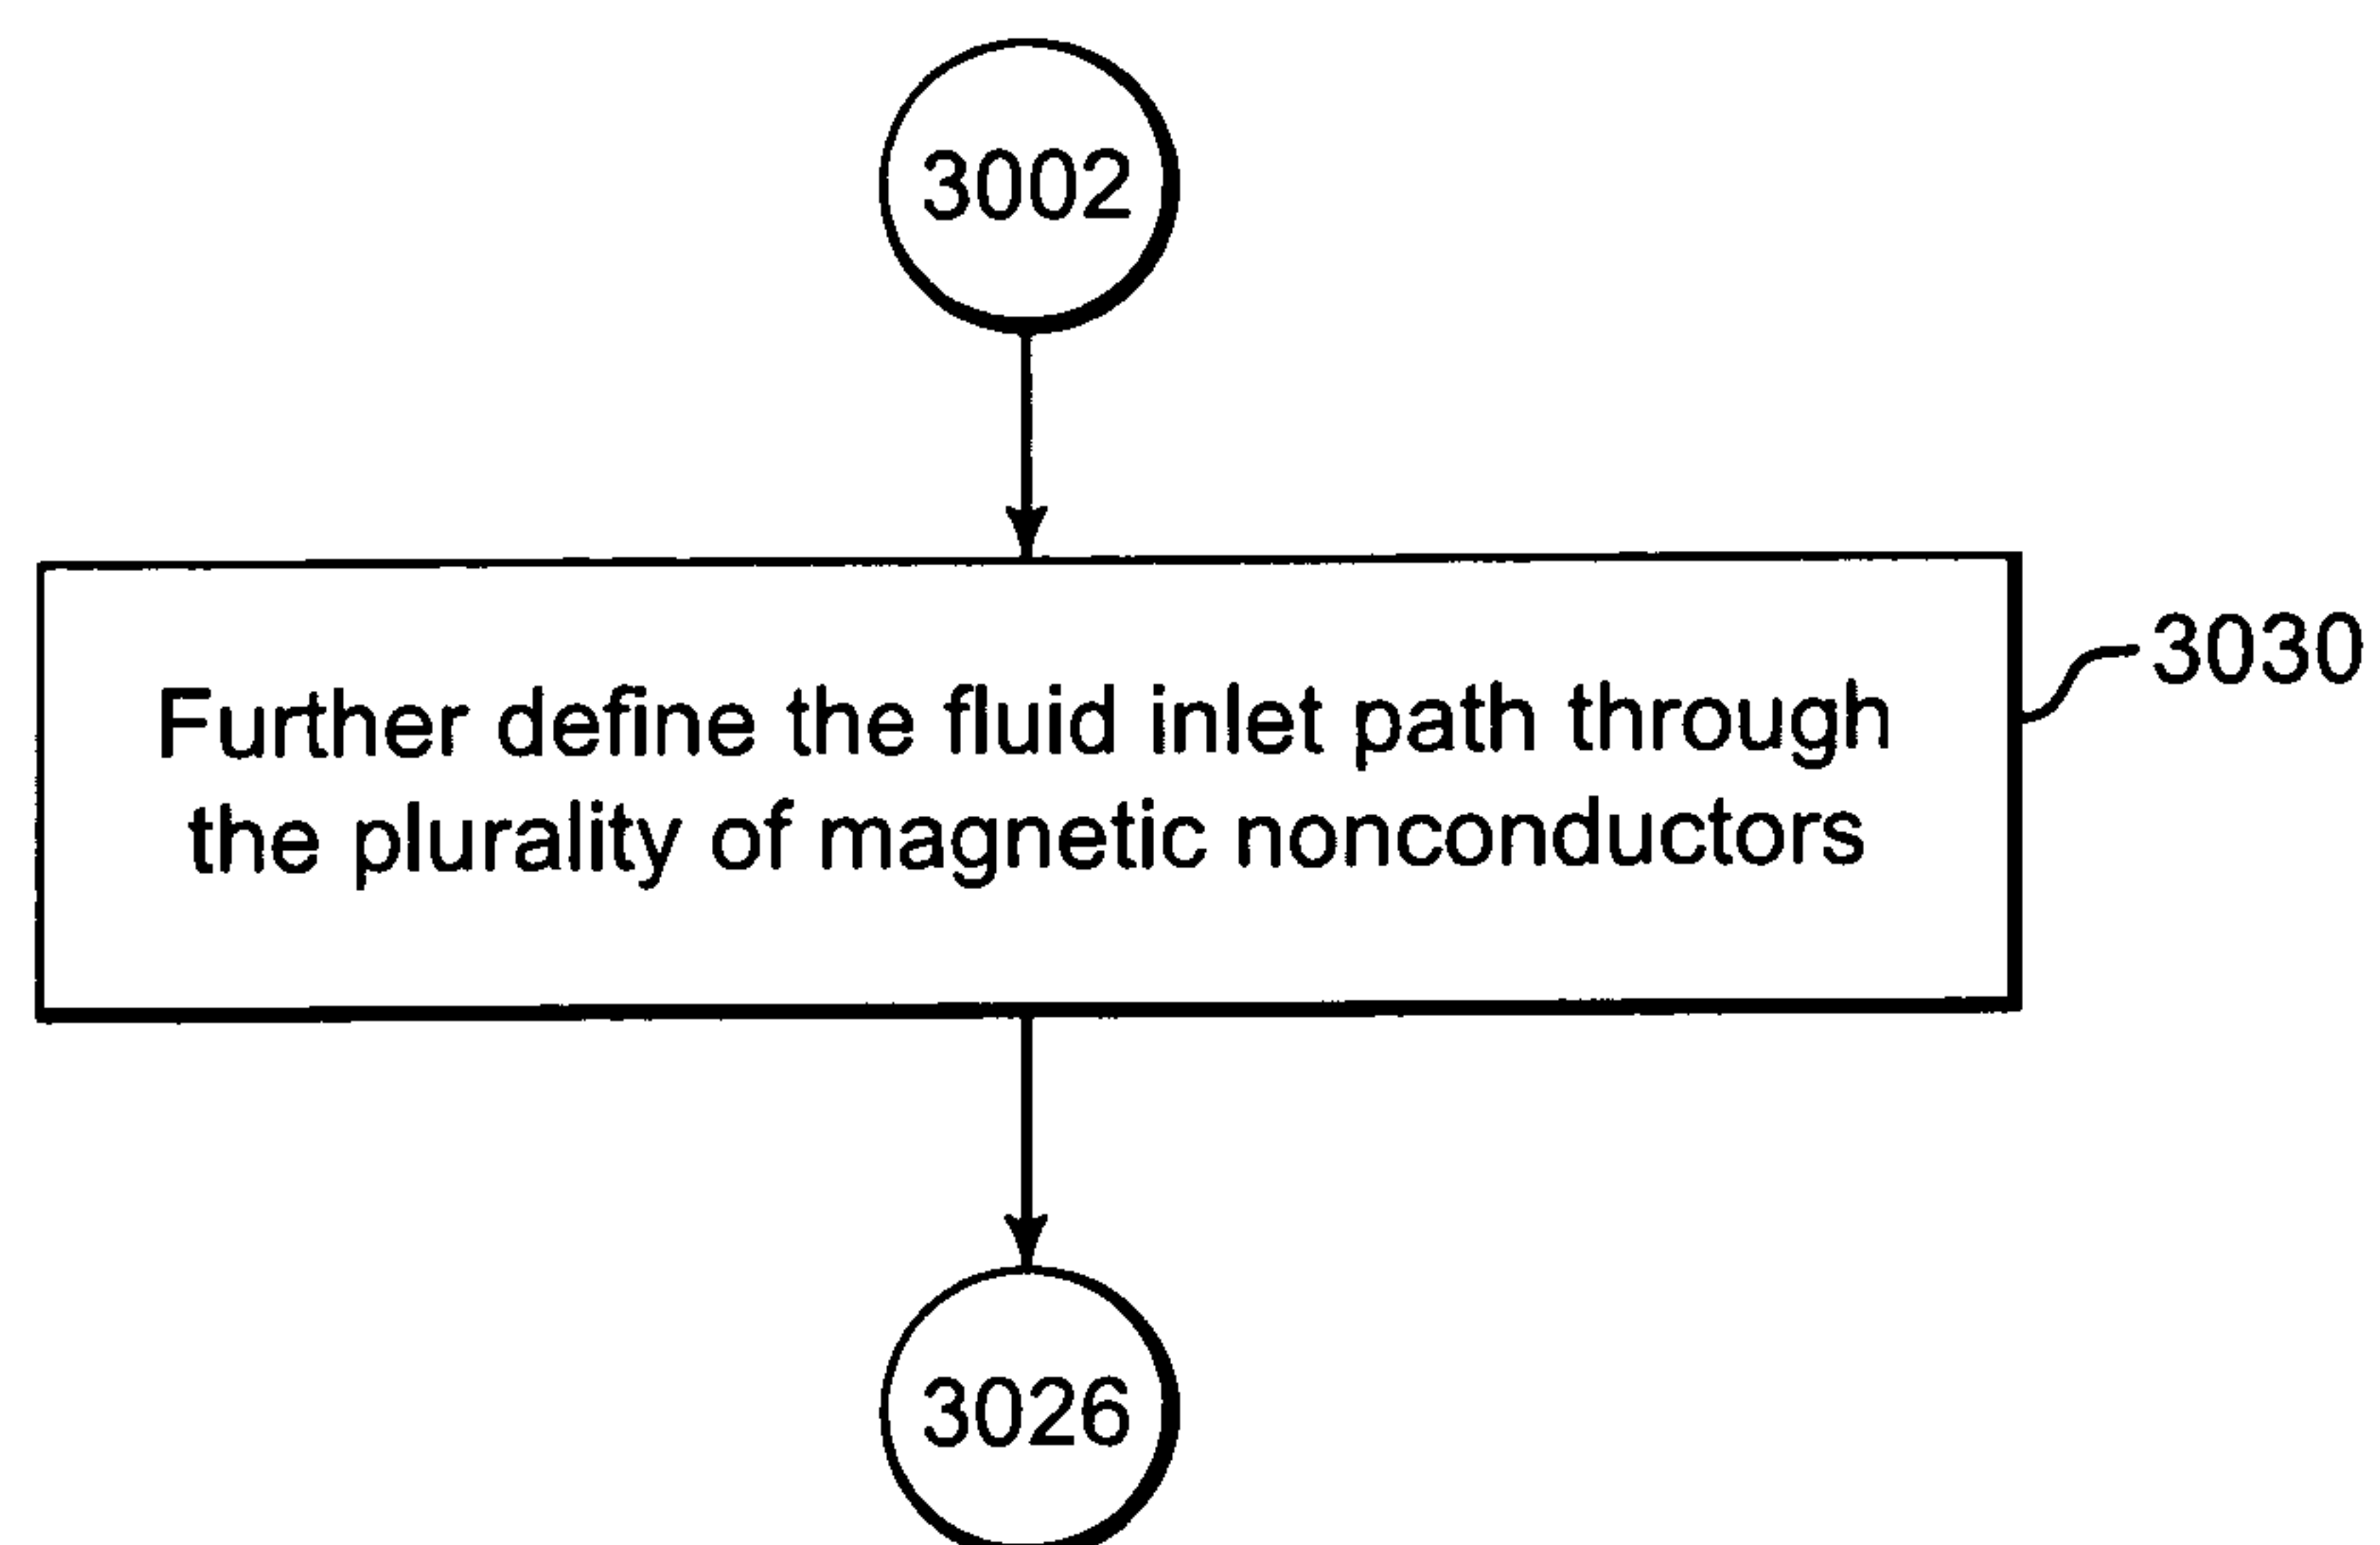 3002
3030
Further define the fluid inlet path through
the plurality of magnetic nonconductors
3026